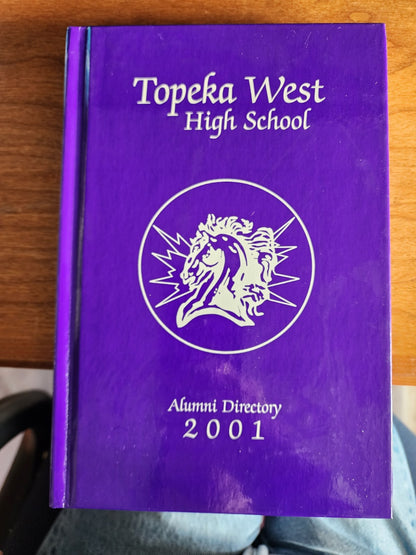 Topeka West
High School
Alumni Directory
2001